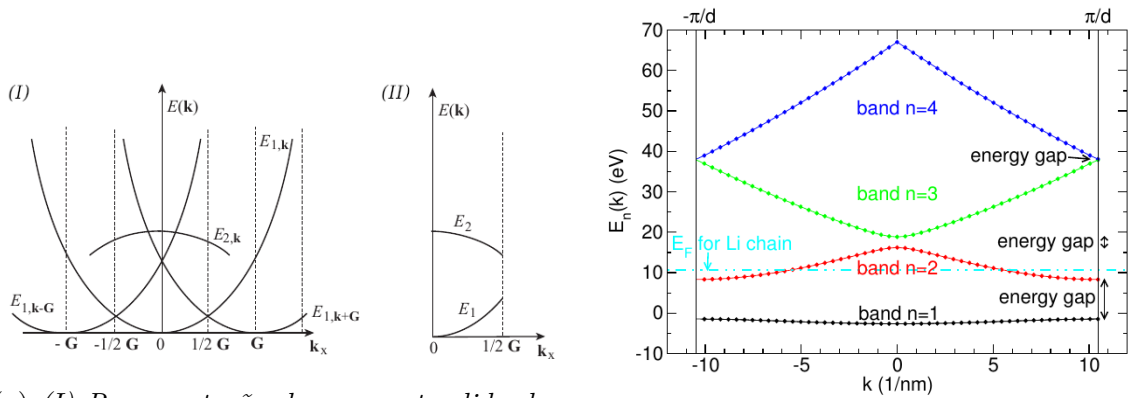 (I)
E(k)
E1,k
E2,k
E1,k-G
E1,k+G
- G
-1/2 G
0
1/2 G
G
kx
(II)
E(k)
E2
E1
0
1/2 G
kx
-π/d
π/d
70
60
50
40
30
20
10
0
-10
En(k) (eV)
band n=4
energy gap
band n=3
EF for Li chain
energy gap
band n=2
energy gap
band n=1
-10
-5
0
5
10
k (1/nm)